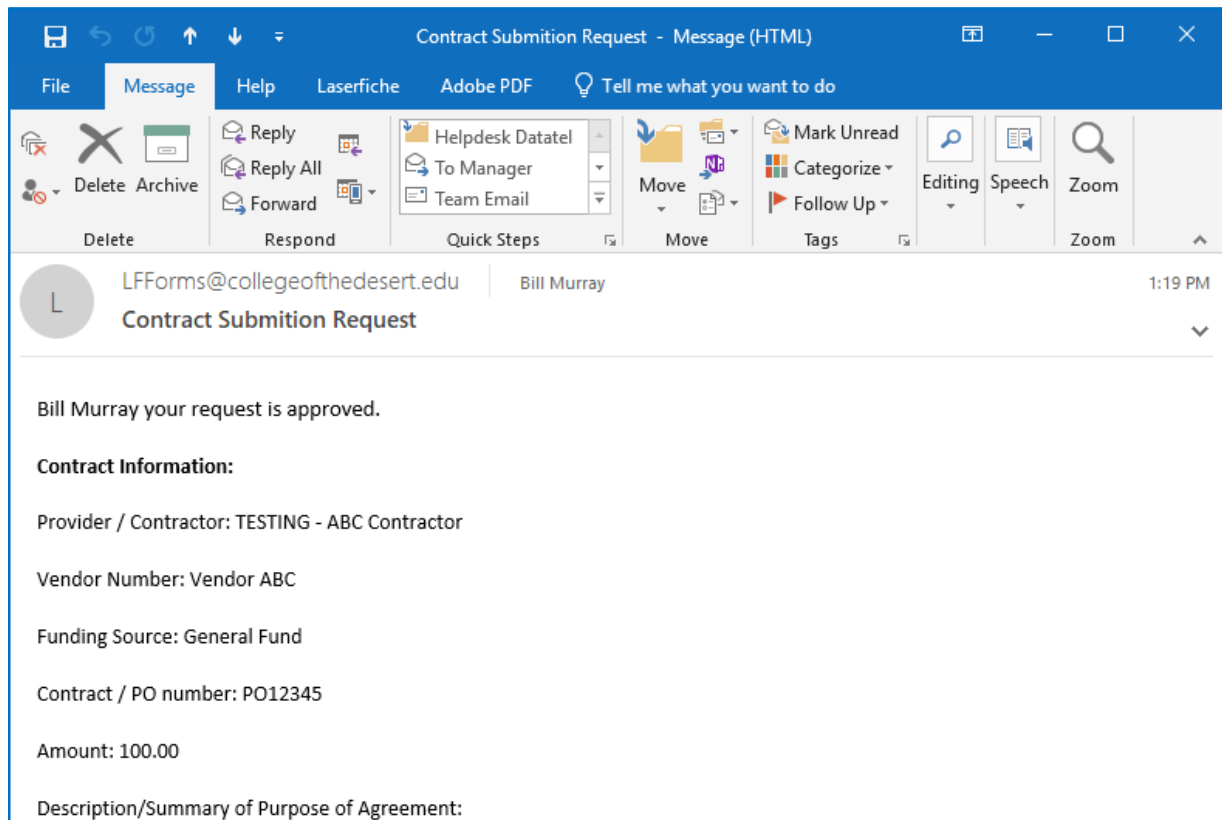 Contract Submition Request - Message (HTML)
File Message Help Laserfiche Adobe PDF Tell me what you want to do
Delete Archive
Reply
Reply All
Forward
Helpdesk Datatel
To Manager
Team Email
Move
Mark Unread
Categorize
Follow Up
Editing Speech Zoom
Delete Respond Quick Steps Move Tags Zoom
L
LFForms@collegeofthedesert.edu Bill Murray 1:19 PM
Contract Submition Request
Bill Murray your request is approved.
Contract Information:
Provider / Contractor: TESTING - ABC Contractor
Vendor Number: Vendor ABC
Funding Source: General Fund
Contract / PO number: PO12345
Amount: 100.00
Description/Summary of Purpose of Agreement: